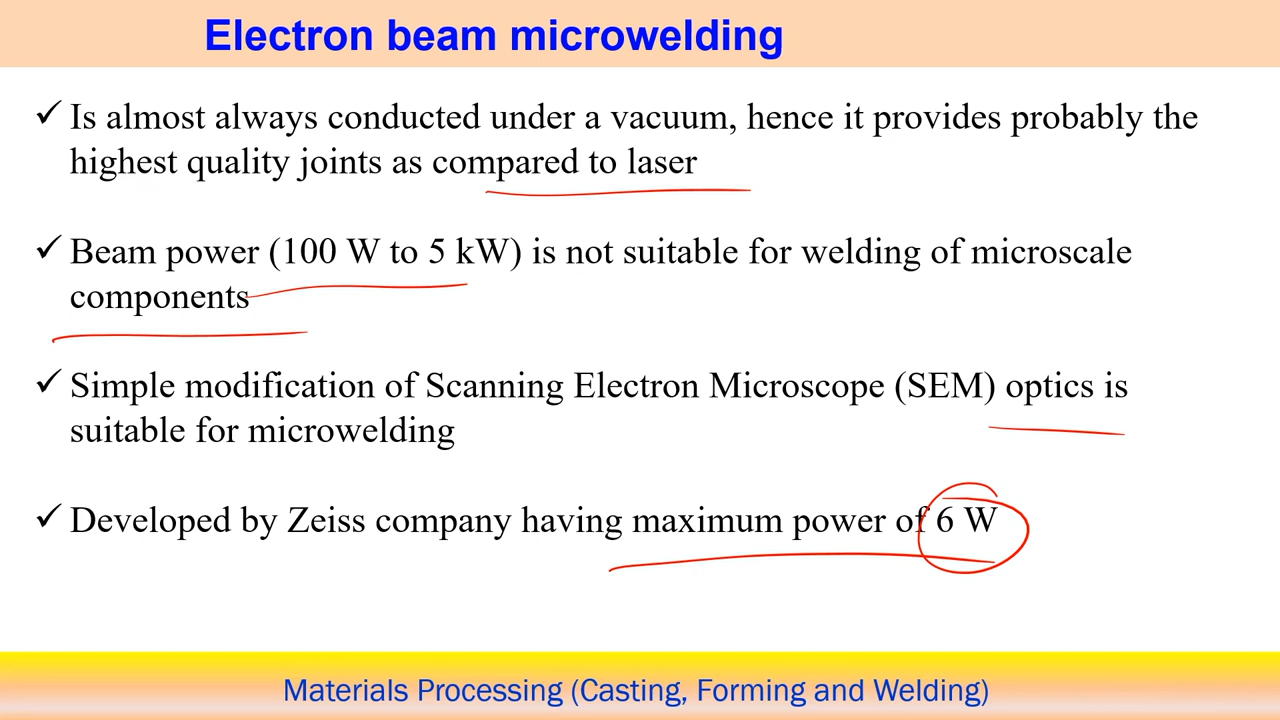 Electron beam microwelding
✓ Is almost always conducted under a vacuum, hence it provides probably the
highest quality joints as compared to laser
✓ Beam power (100 W to 5 kW) is not suitable for welding of microscale
components
✓ Simple modification of Scanning Electron Microscope (SEM) optics is
suitable for microwelding
✓ Developed by Zeiss company having maximum power of 6 W
Materials Processing (Casting, Forming and Welding)